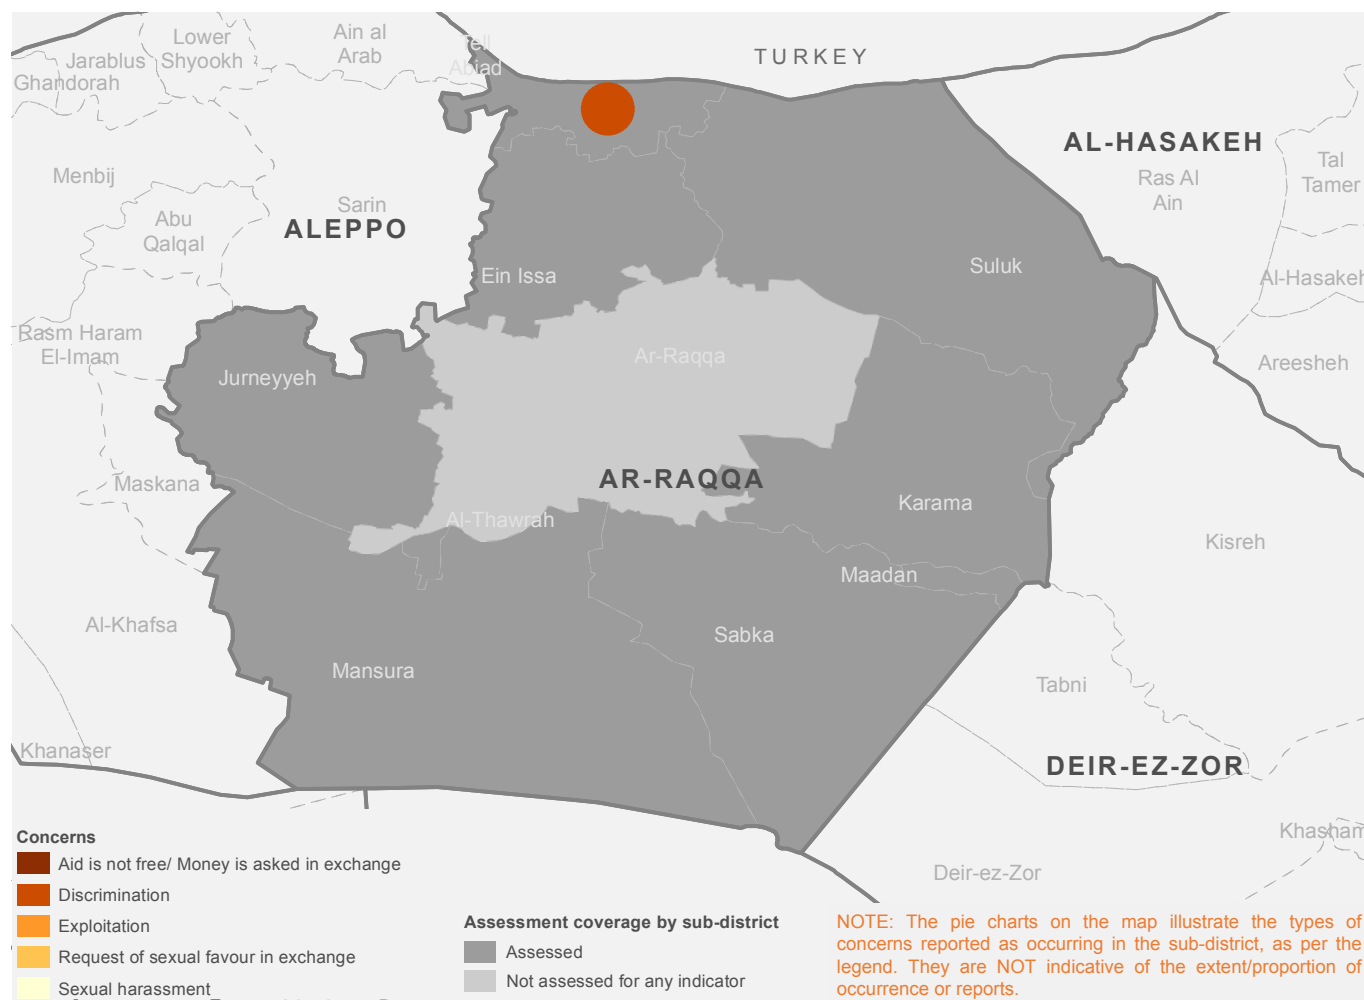 Lower
Shyookh
Ain al
Arab
Tell
Abiad
TURKEY
Jarablus
Ghandorah
AL-HASAKEH
Tal
Tamer
Ras Al
Ain
Menbij
Sarin
Abu
Qalqal
ALEPPO
Ein Issa
Suluk
Al-Hasakeh
Rasm Haram
El-Imam
Ar-Raqqa
Areesheh
Jurneyyeh
AR-RAQQA
Maskana
Karama
Al-Thawrah
Kisreh
Maadan
Al-Khafsa
Sabka
Mansura
Tabni
Khanaser
DEIR-EZ-ZOR
Khasham
Deir-ez-Zor
Concerns
Aid is not free/ Money is asked in exchange
Discrimination
Exploitation
Request of sexual favour in exchange
Sexual harassment
Assessment coverage by sub-district
Assessed
Not assessed for any indicator
NOTE: The pie charts on the map illustrate the types of
concerns reported as occurring in the sub-district, as per the
legend. They are NOT indicative of the extent/proportion of
occurrence or reports.